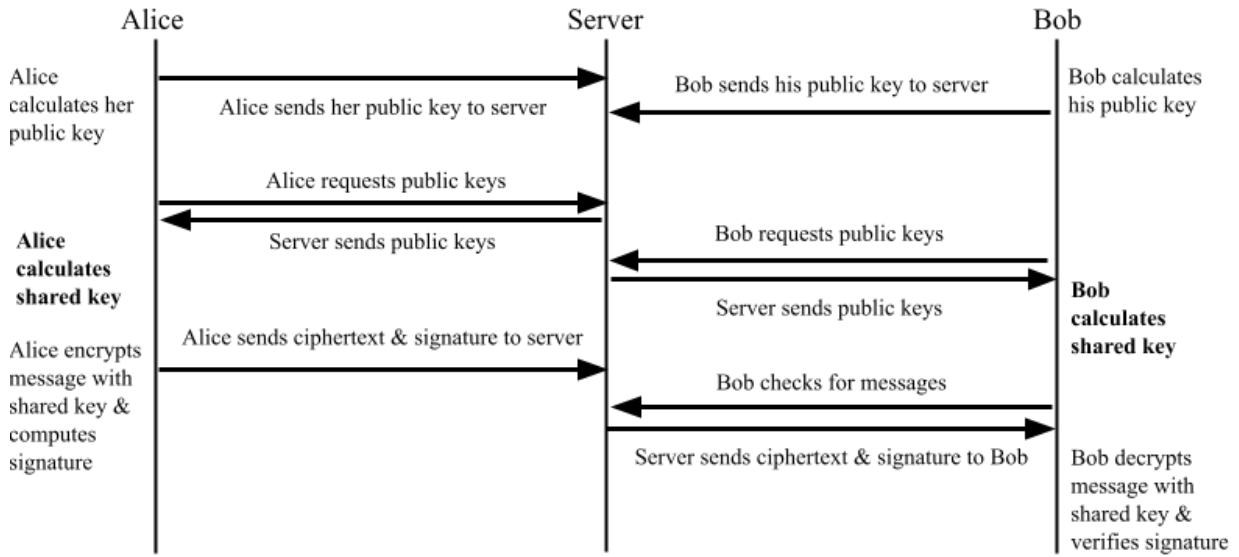 Alice
Server
Bob
Alice
calculates her
public key
Alice sends her public key to server
Bob sends his public key to server
Bob calculates
his public key
Alice requests public keys
Server sends public keys
Alice
calculates
shared key
Bob requests public keys
Server sends public keys
Bob
calculates
shared key
Alice sends ciphertext & signature to server
Alice encrypts
message with
shared key &
computes
signature
Bob checks for messages
Server sends ciphertext & signature to Bob
Bob decrypts
message with
shared key &
verifies signature